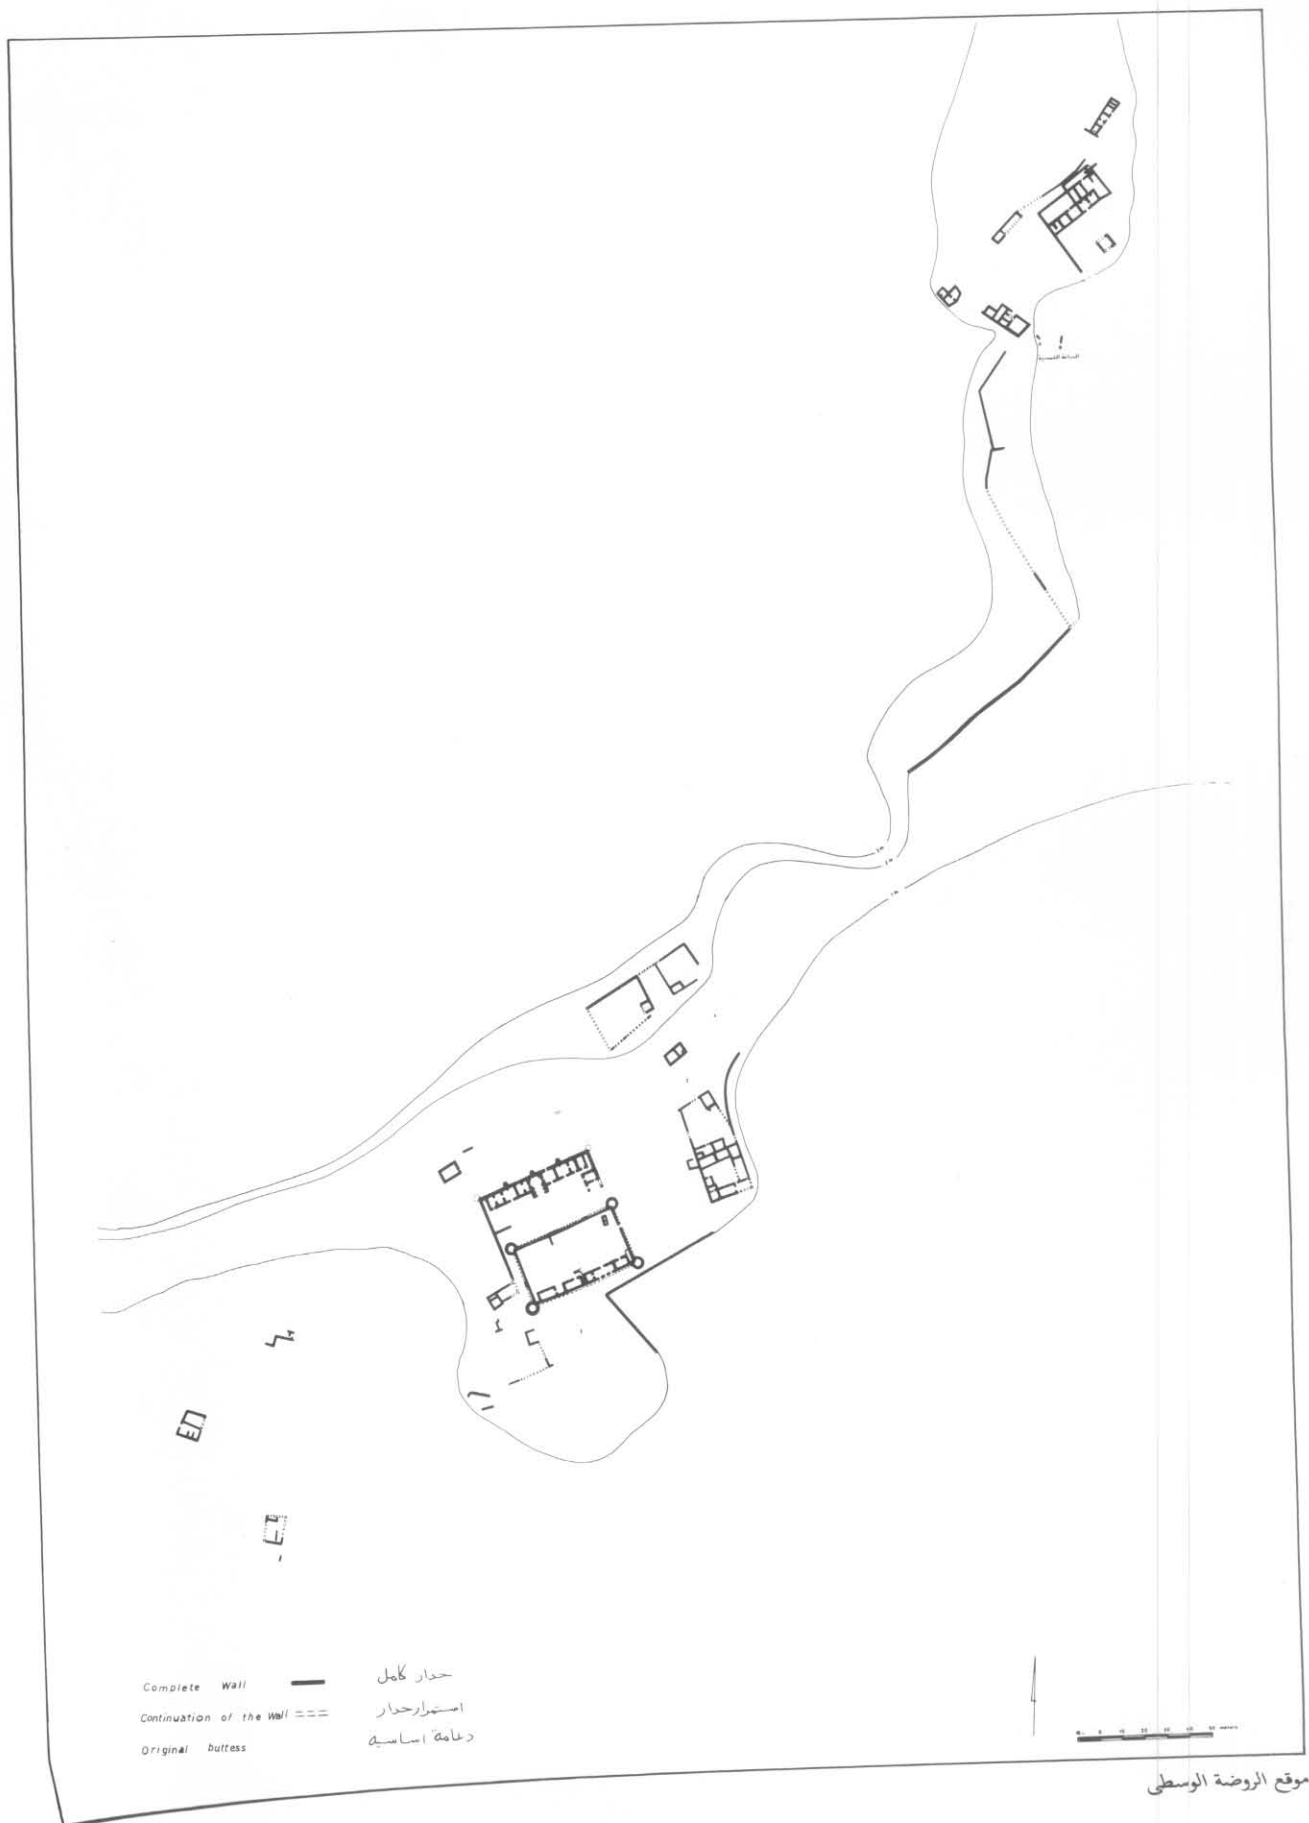 Complete Wall جدار كامل
Continuation of the Wall استمرار جدار
Original buttess دعامة اساسية
موقع الروضة الوسطى